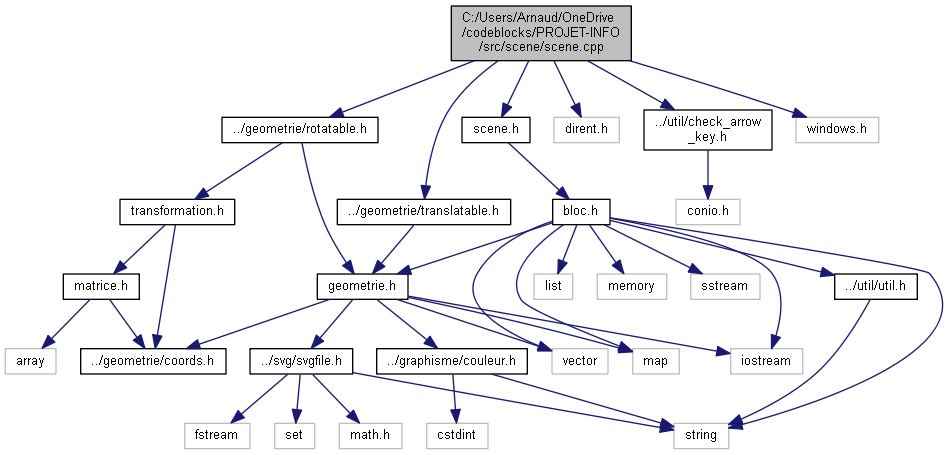 C:/Users/Arnaud/OneDrive
/codeblocks/PROJET-INFO
/src/scene/scene.cpp
../geometrie/rotatable.h
scene.h
dirent.h
../util/check_arrow
_key.h
windows.h
transformation.h
../geometrie/translatable.h
bloc.h
conio.h
matrice.h
geometrie.h
list
memory
sstream
../util/util.h
array
../geometrie/coords.h
../svg/svgfile.h
../graphisme/couleur.h
vector
map
iostream
fstream
set
math.h
cstdint
string